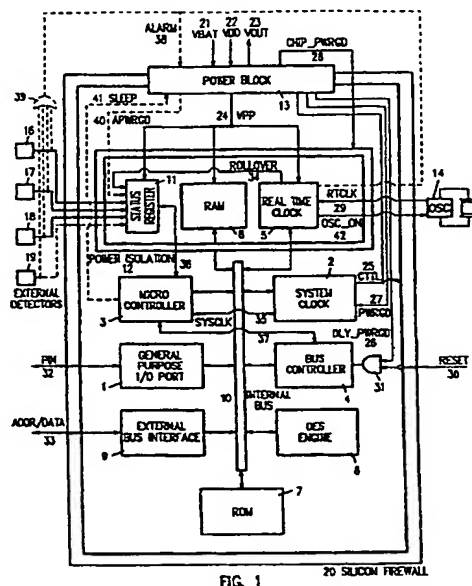 21 22 23
VBAT VDD VOUT
ALARM
38
CHIP_PWRGD
28
POWER BLOCK
13
41 SLEEP
39
40 APWRGD
24 VPP
16
17
18
19
EXTERNAL
DETECTORS
11
STATUS
REGISTER
ROLLOVER
34
RAM
REAL TIME
CLOCK
5
RTCLK
29
OSC_ON
42
14
OSC
POWER ISOLATION
12
36
MICRO
CONTROLLER
3
SYSCLK
35
37
2
SYSTEM
CLOCK
25
27
PWRGD
DLY_PWRGD
26
PIN
32
GENERAL
PURPOSE
I/O PORT
1
10
INTERNAL
BUS
BUS
CONTROLLER
4
31
RESET
30
ADDR/DATA
33
EXTERNAL
BUS INTERFACE
9
DES
ENGINE
ROM
7
20 SILICON FIREWALL
FIG. 1